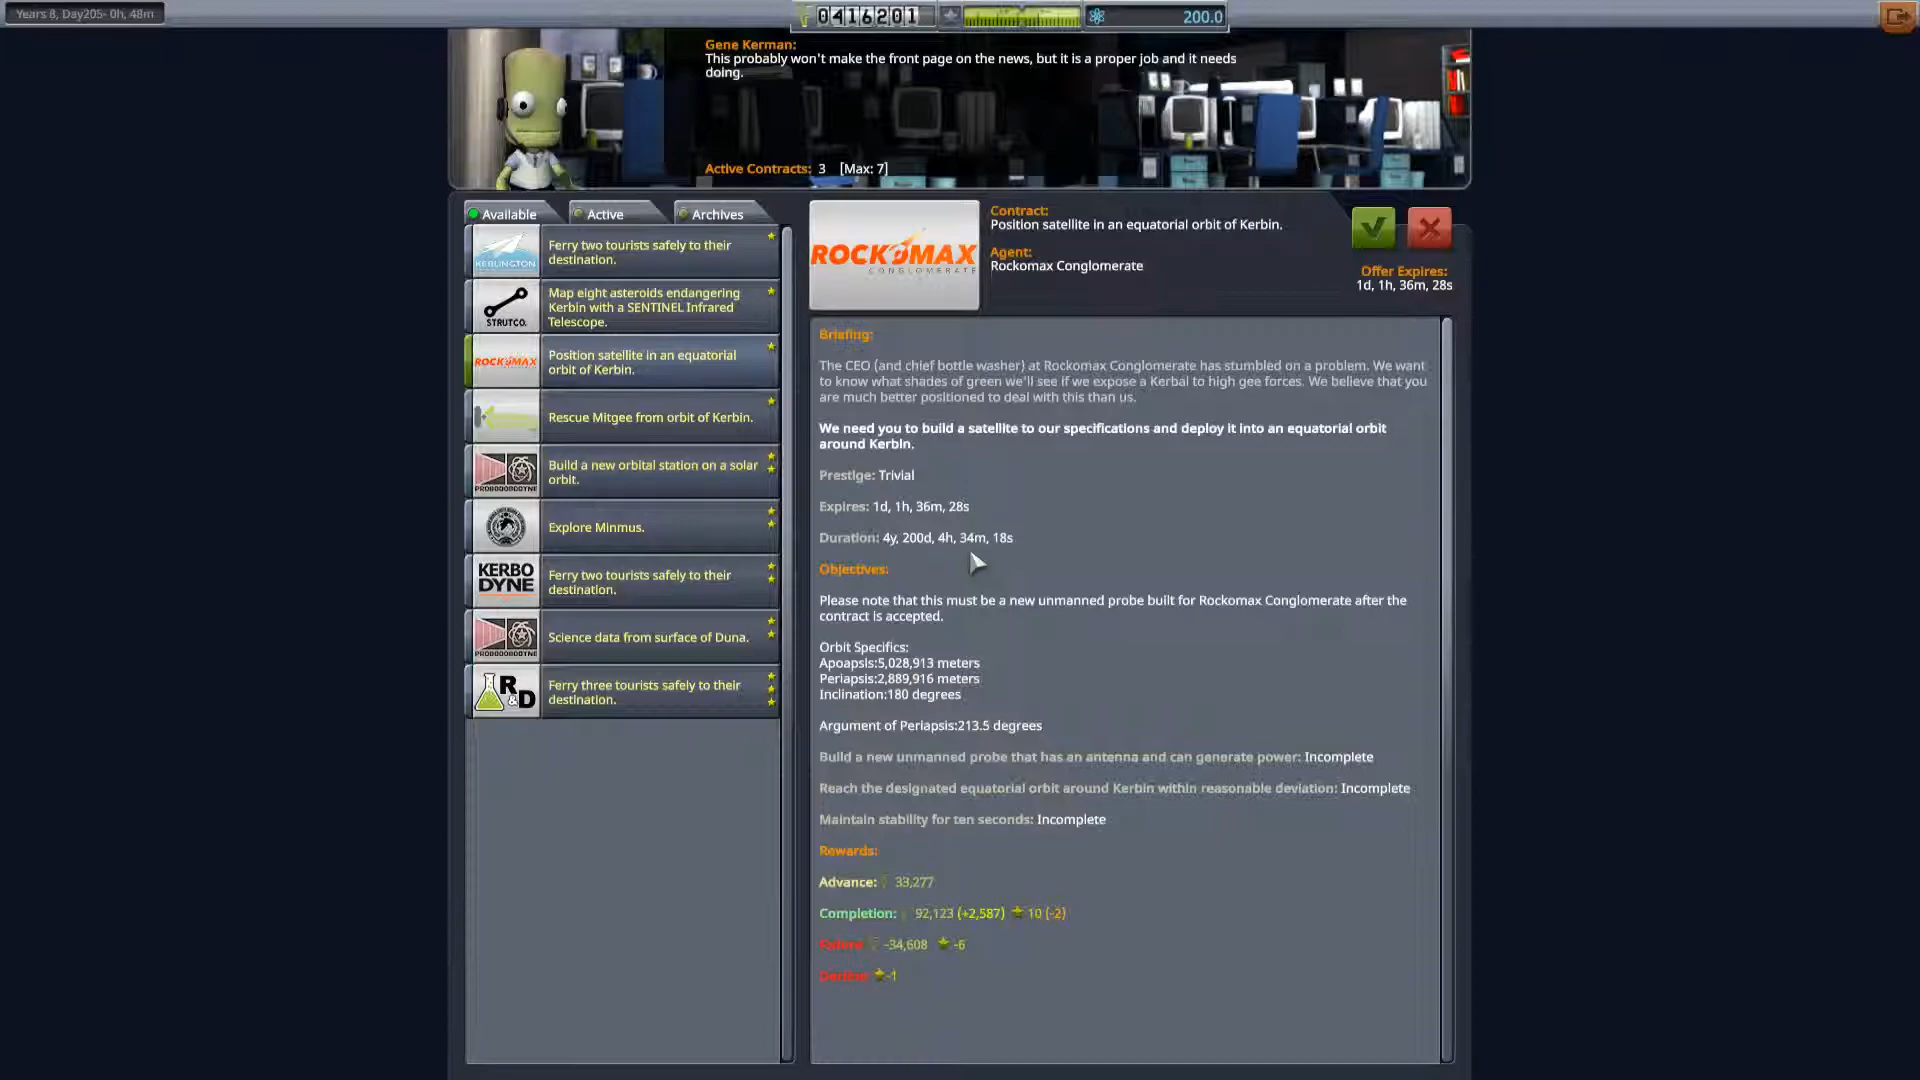 Years 8, Day205- 0h, 48m
0416201
200.0
Gene Kerman:
This probably won't make the front page on the news, but it is a proper job and it needs
doing.
Active Contracts: 3 [Max: 7]
Available
Active
Archives
KERLINGTON
Ferry two tourists safely to their
destination.
STRUTCO.
Map eight asteroids endangering
Kerbin with a SENTINEL Infrared
Telescope.
ROCKOMAX
Position satellite in an equatorial
orbit of Kerbin.
Rescue Mitgee from orbit of Kerbin.
PROBODOBODYNE
Build a new orbital station on a solar
orbit.
Explore Minmus.
KERBO
DYNE
Ferry two tourists safely to their
destination.
PROBODOBODYNE
Science data from surface of Duna.
R&D
Ferry three tourists safely to their
destination.
ROCKOMAX
CONGLOMERATE
Contract:
Position satellite in an equatorial orbit of Kerbin.
Agent:
Rockomax Conglomerate
Offer Expires:
1d, 1h, 36m, 28s
Briefing:
The CEO (and chief bottle washer) at Rockomax Conglomerate has stumbled on a problem. We want
to know what shades of green we'll see if we expose a Kerbal to high gee forces. We believe that you
are much better positioned to deal with this than us.
We need you to build a satellite to our specifications and deploy it into an equatorial orbit
around Kerbin.
Prestige: Trivial
Expires: 1d, 1h, 36m, 28s
Duration: 4y, 200d, 4h, 34m, 18s
Objectives:
Please note that this must be a new unmanned probe built for Rockomax Conglomerate after the
contract is accepted.
Orbit Specifics:
Apoapsis:5,028,913 meters
Periapsis:2,889,916 meters
Inclination:180 degrees
Argument of Periapsis:213.5 degrees
Build a new unmanned probe that has an antenna and can generate power: Incomplete
Reach the designated equatorial orbit around Kerbin within reasonable deviation: Incomplete
Maintain stability for ten seconds: Incomplete
Rewards:
Advance: 33,277
Completion: 92,123 (+2,587) 10 (-2)
Failure: -34,608 -6
Decline: -1